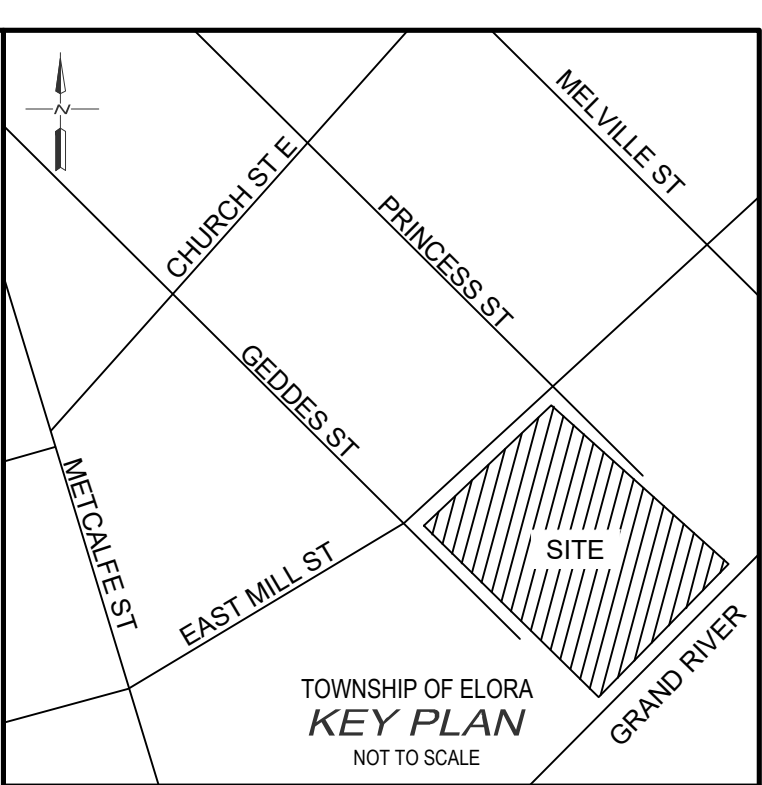 N
MELVILLE ST
CHURCH ST E
PRINCESS ST
GEDDES ST
METCALFE ST
EAST MILL ST
SITE
GRAND RIVER
TOWNSHIP OF ELORA
KEY PLAN
NOT TO SCALE